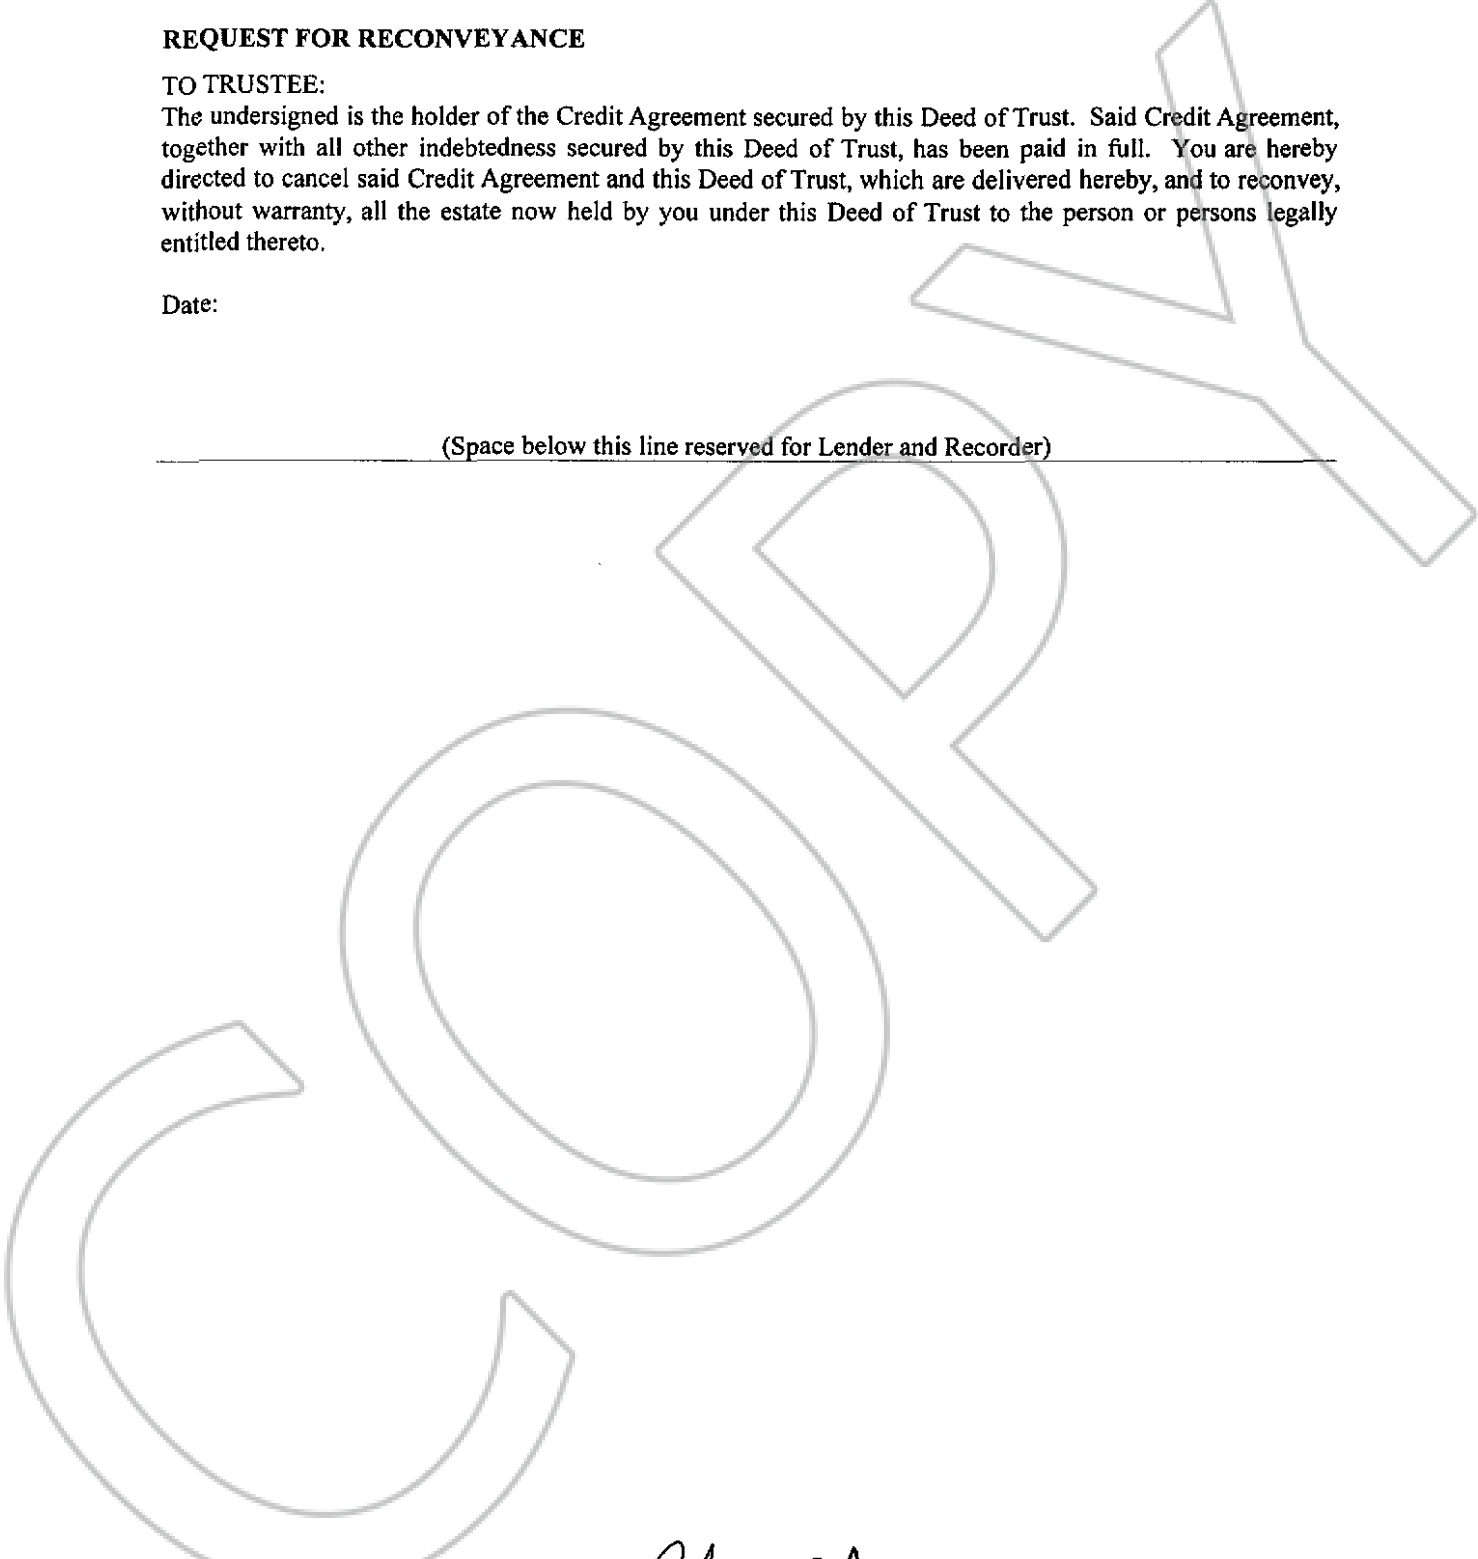 REQUEST FOR RECONVEYANCE
TO TRUSTEE:
The undersigned is the holder of the Credit Agreement secured by this Deed of Trust. Said Credit Agreement,
together with all other indebtedness secured by this Deed of Trust, has been paid in full. You are hereby
directed to cancel said Credit Agreement and this Deed of Trust, which are delivered hereby, and to reconvey,
without warranty, all the estate now held by you under this Deed of Trust to the person or persons legally
entitled thereto.
Date:
(Space below this line reserved for Lender and Recorder)
COPY